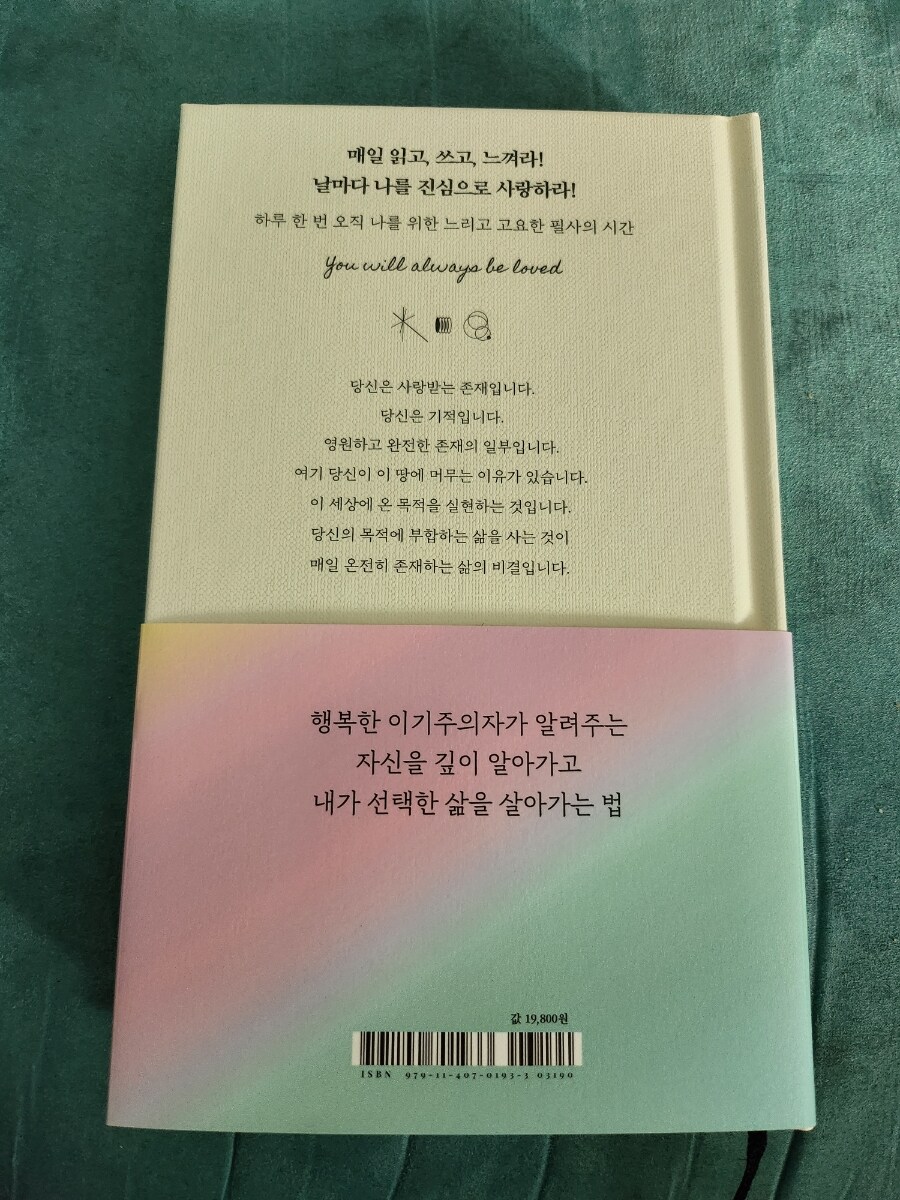 매일 읽고, 쓰고, 느껴라!
날마다 나를 진심으로 사랑하라!
하루 한 번 오직 나를 위한 느리고 고요한 필사의 시간
You will always be loved
당신은 사랑받는 존재입니다.
당신은 기적입니다.
영원하고 완전한 존재의 일부입니다.
여기 당신이 이 땅에 머무는 이유가 있습니다.
이 세상에 온 목적을 실현하는 것입니다.
당신의 목적에 부합하는 삶을 사는 것이
매일 온전히 존재하는 삶의 비결입니다.
행복한 이기주의자가 알려주는
자신을 깊이 알아가고
내가 선택한 삶을 살아가는 법
값 19,800원
ISBN 979-11-407-0193-3 03190